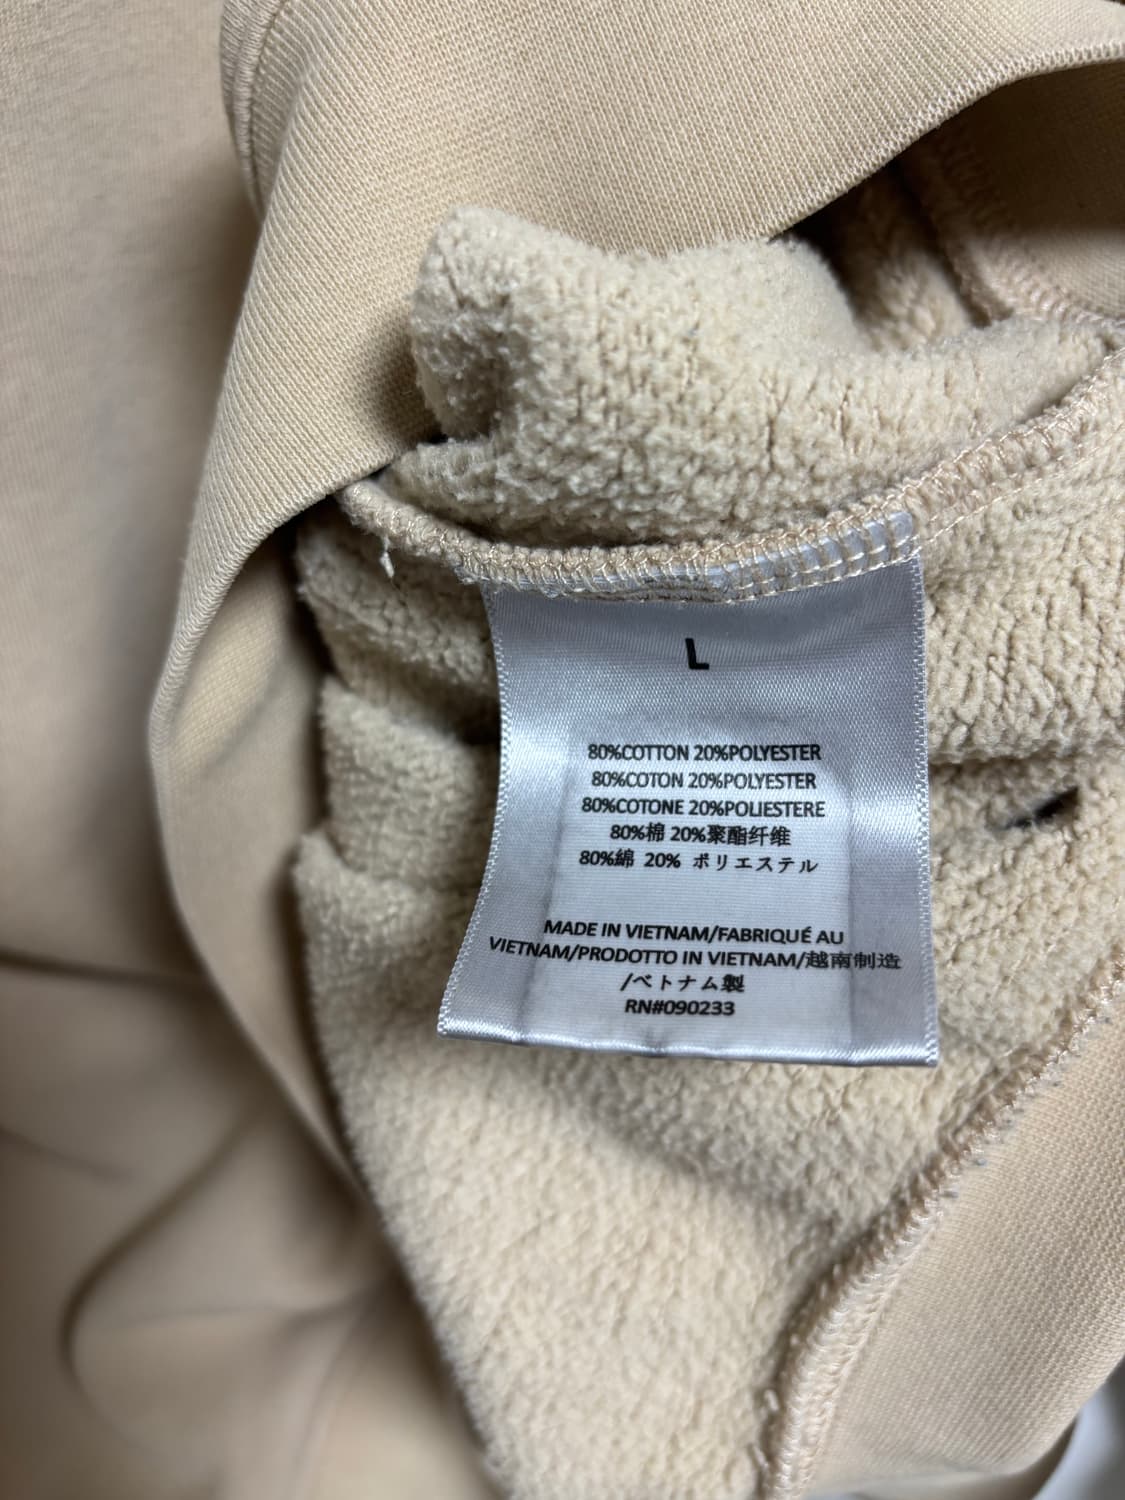 L
80%COTTON 20%POLYESTER
80%COTON 20%POLYESTER
80%COTONE 20%POLIESTERE
80%棉 20%聚酯纤维
80%綿 20% ポリエステル
MADE IN VIETNAM/FABRIQUÉ AU
VIETNAM/PRODOTTO IN VIETNAM/越南制造
/ベトナム製
RN#090233